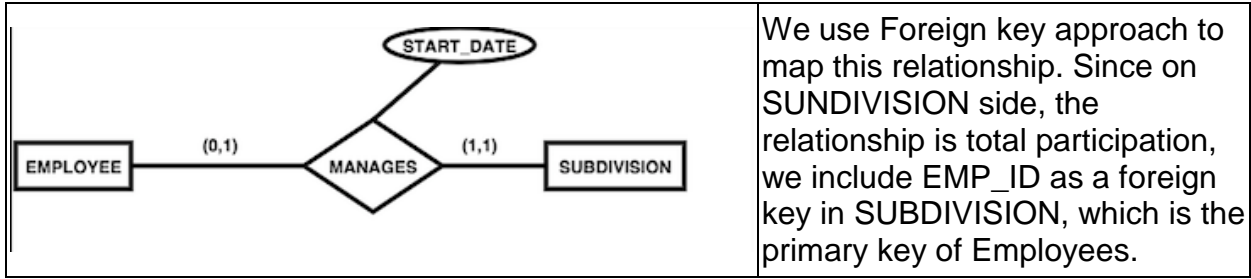 START_DATE
(0,1)
(1,1)
EMPLOYEE
MANAGES
SUBDIVISION
We use Foreign key approach to
map this relationship. Since on
SUNDIVISION side, the
relationship is total participation,
we include EMP_ID as a foreign
key in SUBDIVISION, which is the
primary key of Employees.